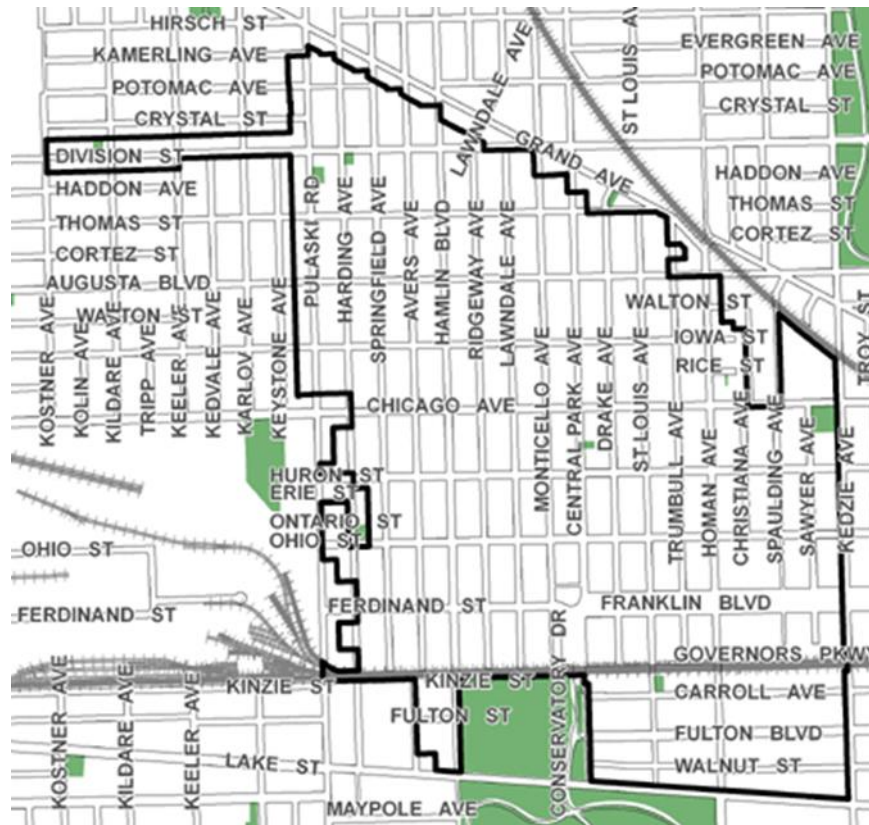 HIRSCH ST
KAMERLING AVE
POTOMAC AVE
CRYSTAL ST
DIVISION ST
HADDON AVE
THOMAS ST
CORTEZ ST
AUGUSTA BLVD
WALTON ST
LAWNDALE AVE
GRAND AVE
ST LOUIS AV
EVERGREEN AVE
POTOMAC AVE
CRYSTAL ST
HADDON AVE
THOMAS ST
CORTEZ ST
KOSTNER AVE
KOLIN AVE
KILDARE AVE
TRIPP AVE
KEELER AVE
KEDVALE AVE
KARLOV AVE
KEYSTONE AVE
PULASKI RD
HARDING AVE
SPRINGFIELD AVE
AVERS AVE
HAMLIN BLVD
RIDGEWAY AVE
LAWNDALE AVE
WALTON ST
IOWA ST
RICE ST
TROY ST
CHICAGO AVE
MONTICELLO AVE
CENTRAL PARK AVE
DRAKE AVE
ST LOUIS AVE
TRUMBULL AVE
HOMAN AVE
CHRISTIANA AVE
SPAULDING AVE
SAWYER AVE
KEDZIE AVE
HURON ST
ERIE ST
ONTARIO ST
OHIO ST
OHIO ST
FERDINAND ST
FERDINAND ST
FRANKLIN BLVD
GOVERNORS PKWY
KINZIE ST
KINZIE ST
CARROLL AVE
FULTON ST
FULTON BLVD
LAKE ST
WALNUT ST
KOSTNER AVE
KILDARE AVE
KEELER AVE
CONSERVATORY DR
MAYPOLE AVE